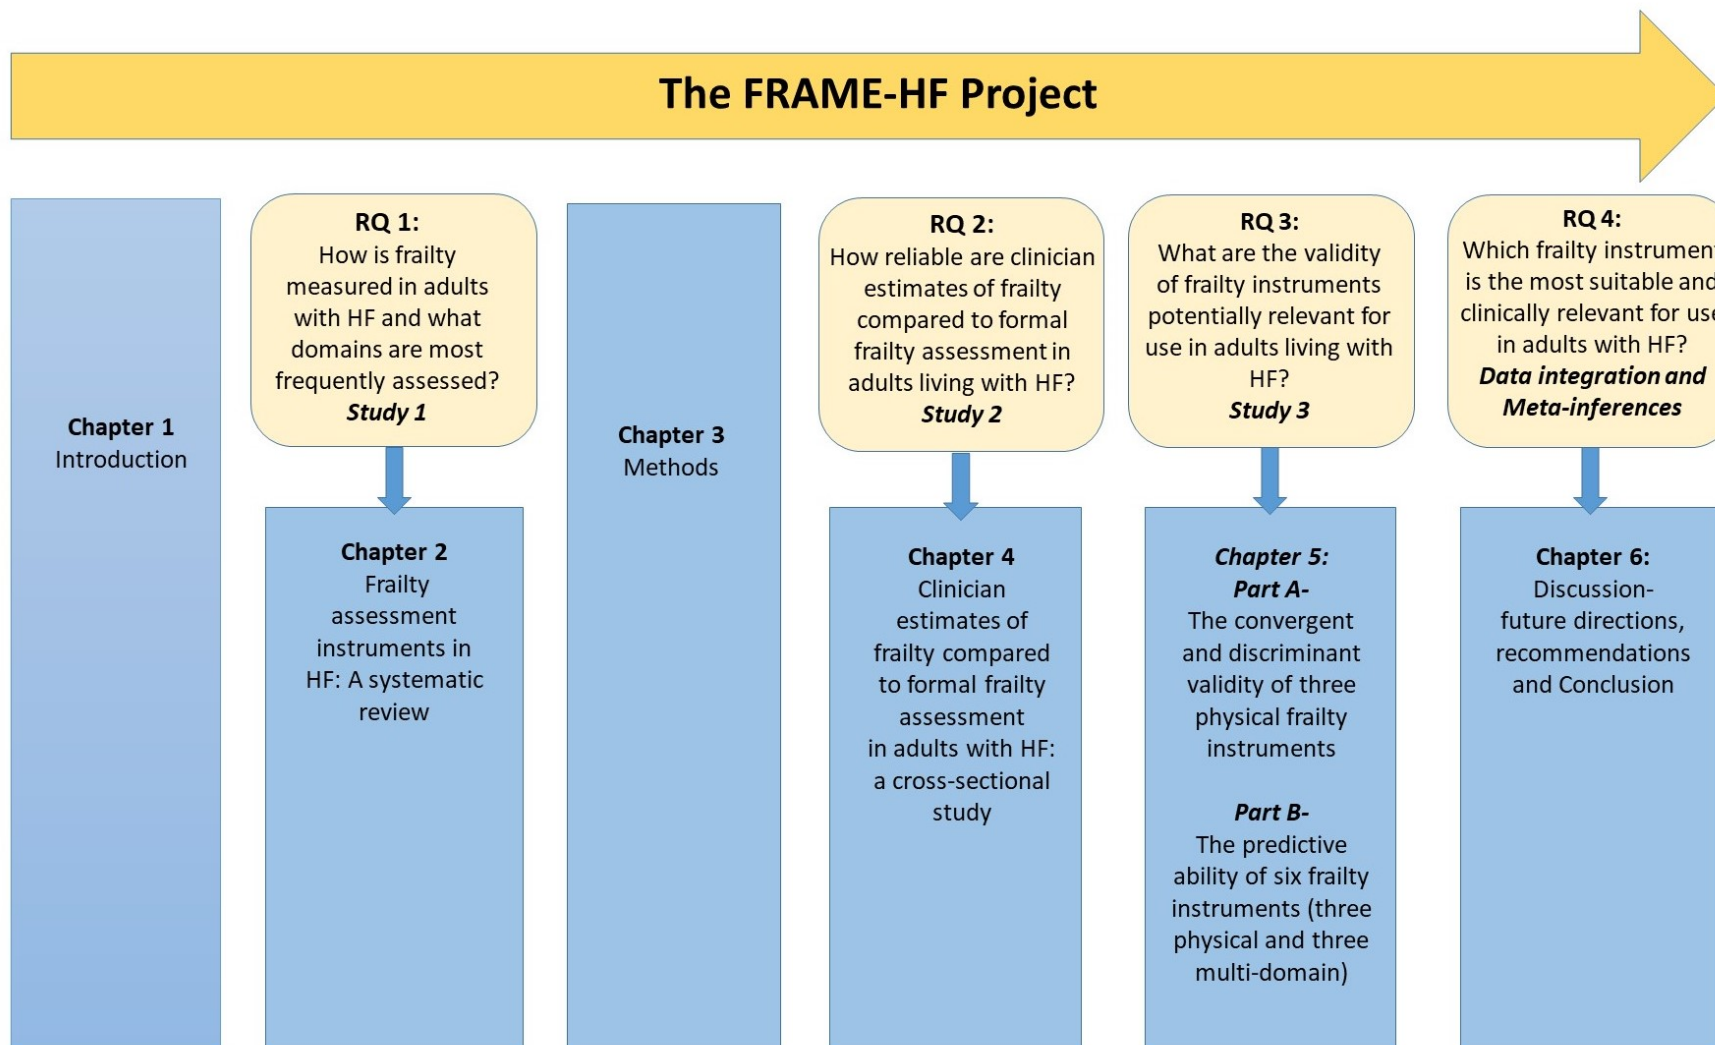 The FRAME-HF Project
Chapter 1
Introduction
RQ 1:
How is frailty
measured in adults
with HF and what
domains are most
frequently assessed?
Study 1
Chapter 2
Frailty
assessment
instruments in
HF: A systematic
review
Chapter 3
Methods
RQ 2:
How reliable are clinician
estimates of frailty
compared to formal
frailty assessment in
adults living with HF?
Study 2
Chapter 4
Clinician
estimates of
frailty compared
to formal frailty
assessment
in adults with HF:
a cross-sectional
study
RQ 3:
What are the validity
of frailty instruments
potentially relevant for
use in adults living with
HF?
Study 3
Chapter 5:
Part A-
The convergent
and discriminant
validity of three
physical frailty
instruments
Part B-
The predictive
ability of six frailty
instruments (three
physical and three
multi-domain)
RQ 4:
Which frailty instrument
is the most suitable and
clinically relevant for use
in adults with HF?
Data integration and
Meta-inferences
Chapter 6:
Discussion-
future directions,
recommendations
and Conclusion